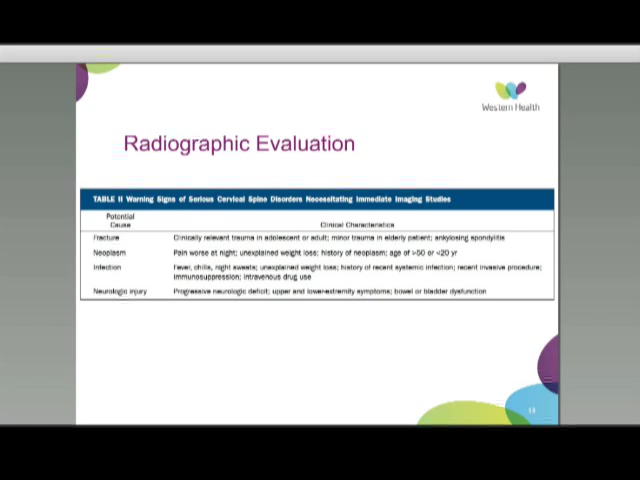 Western Health
Radiographic Evaluation
TABLE II Warning Signs of Serious Cervical Spine Disorders Necessitating Immediate Imaging Studies
Potential
Cause
Clinical Characteristics
Fracture
Clinically relevant trauma in adolescent or adult; minor trauma in elderly patient; ankylosing spondylitis
Neoplasm
Pain worse at night; unexplained weight loss; history of neoplasm; age of >50 or <20 yr
Infection
Fever, chills, night sweats; unexplained weight loss; history of recent systemic infection; recent invasive procedure;
immunosuppression; intravenous drug use
Neurologic injury
Progressive neurologic deficit; upper and lower-extremity symptoms; bowel or bladder dysfunction